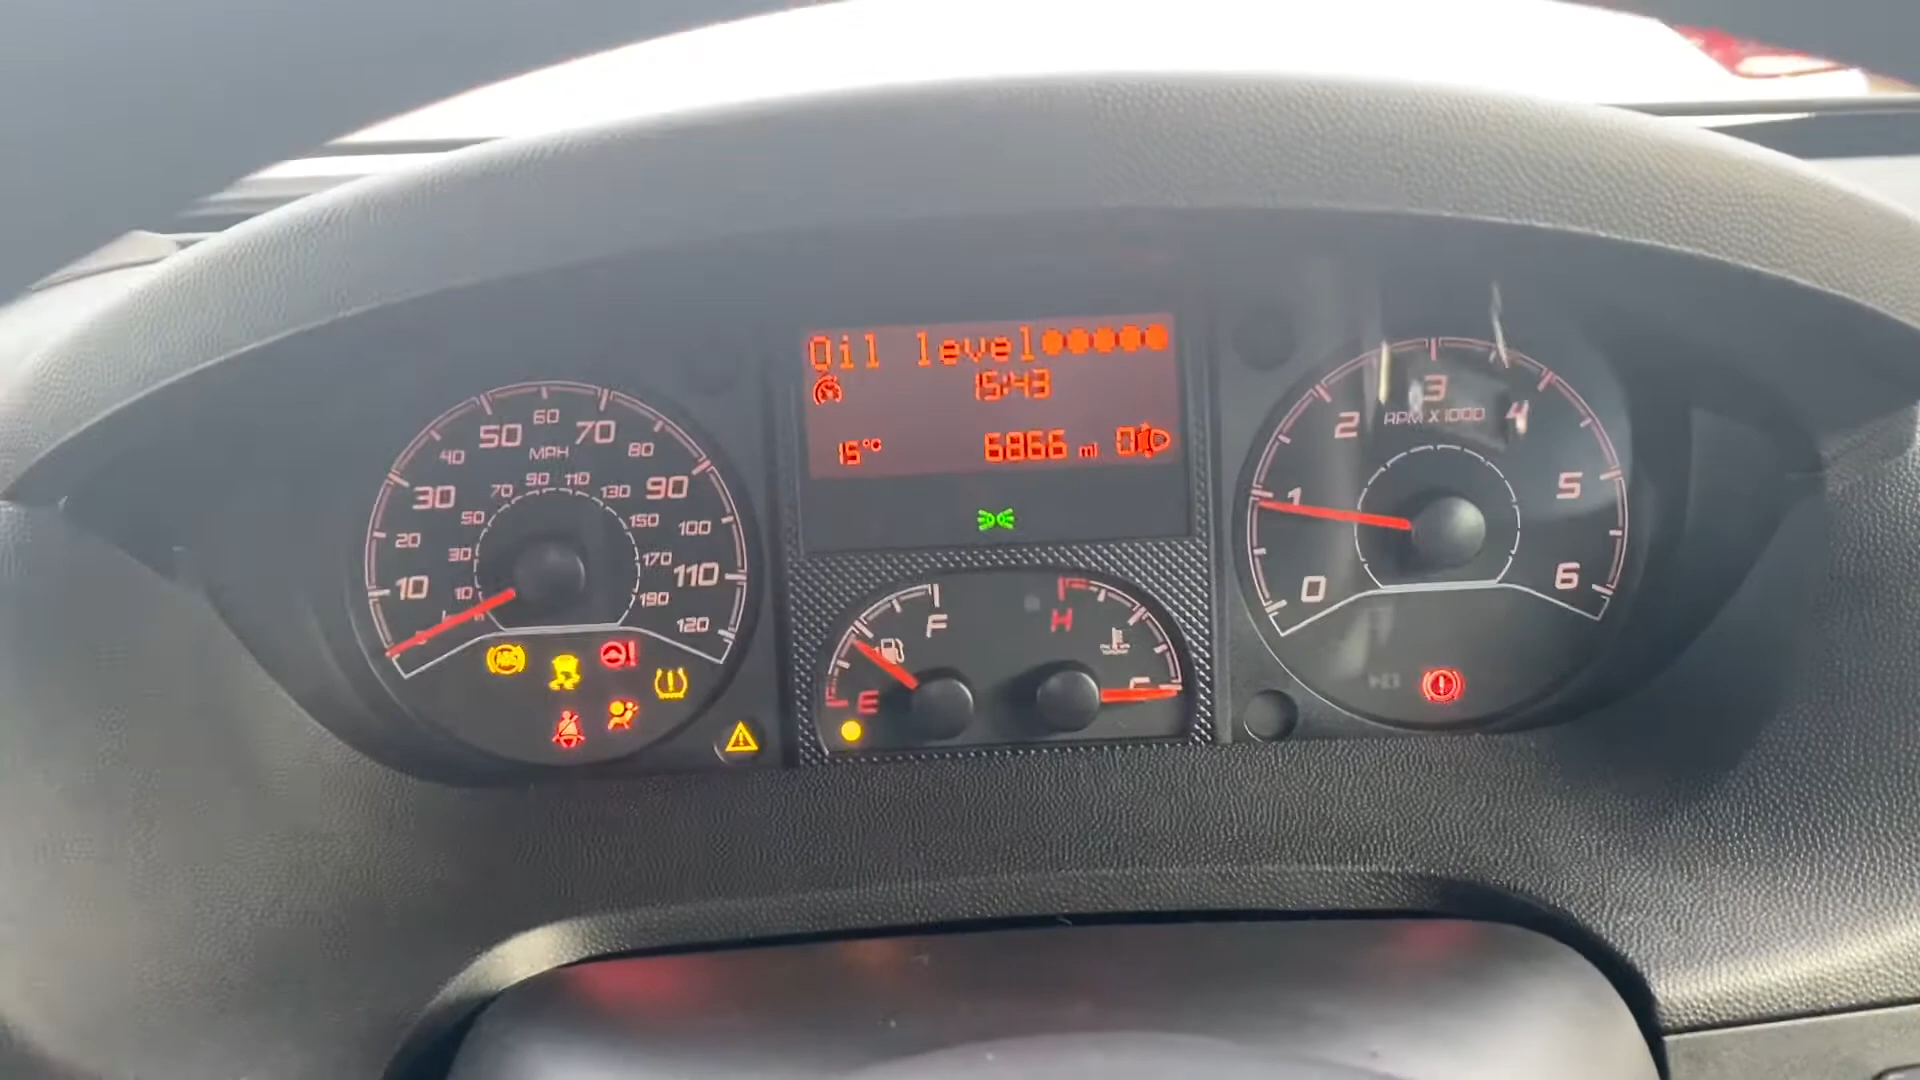 Oil level
15:43
15°C
6866 mi 0
60
50 70
40 MPH 80
90 110
30 70 130 90
50 150
20 100
30 170
10 10 110
190
120
ABS
F
E
H
3
2 RPM X 1000 4
1 5
0 6